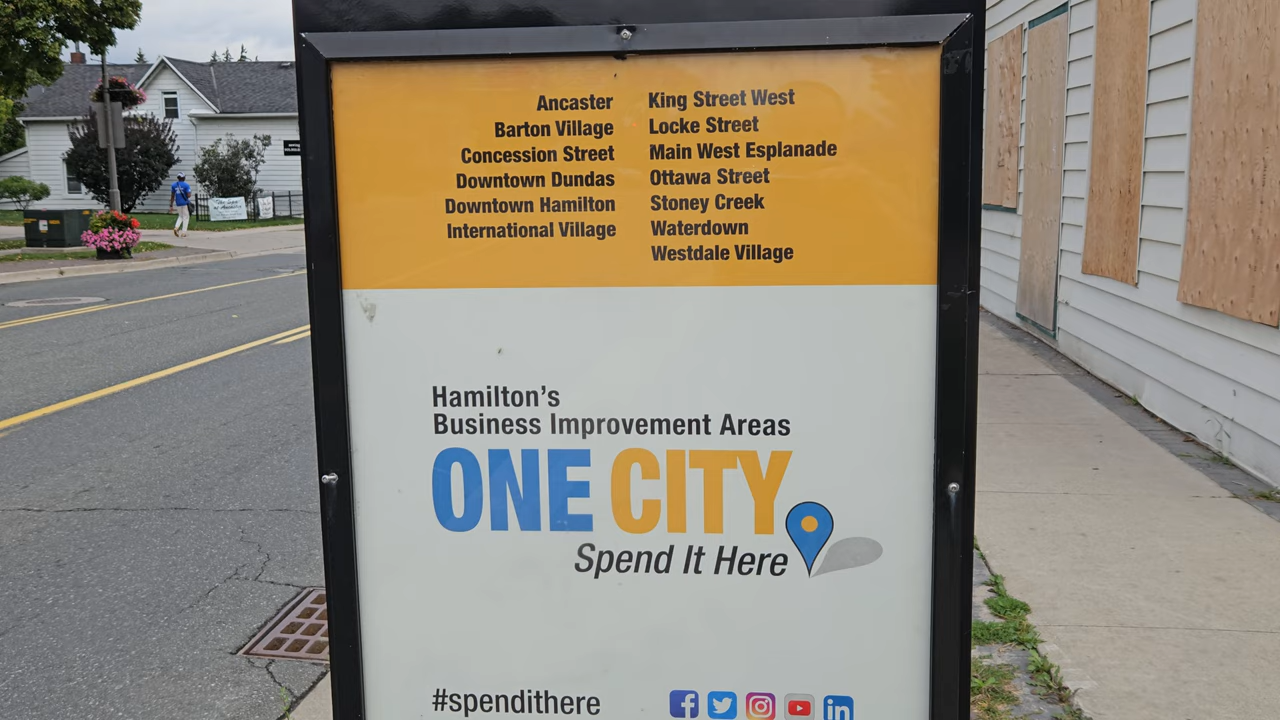 Ancaster
Barton Village
Concession Street
Downtown Dundas
Downtown Hamilton
International Village
King Street West
Locke Street
Main West Esplanade
Ottawa Street
Stoney Creek
Waterdown
Westdale Village
Hamilton's
Business Improvement Areas
ONE CITY
Spend It Here
#spendithere